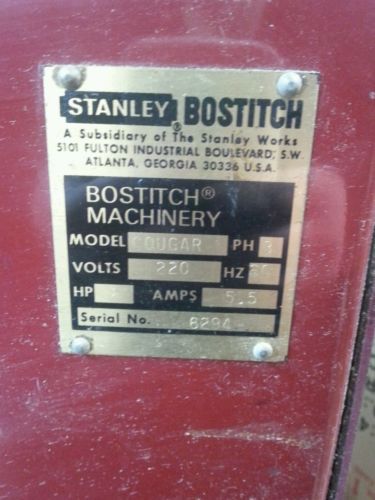 STANLEY® BOSTITCH
A Subsidiary of The Stanley Works
5101 FULTON INDUSTRIAL BOULEVARD, S.W.
ATLANTA, GEORGIA 30336 U.S.A.
BOSTITCH®
MACHINERY
MODEL COUGAR PH 3
VOLTS 220 HZ
HP AMPS 5.5
Serial No. 6294